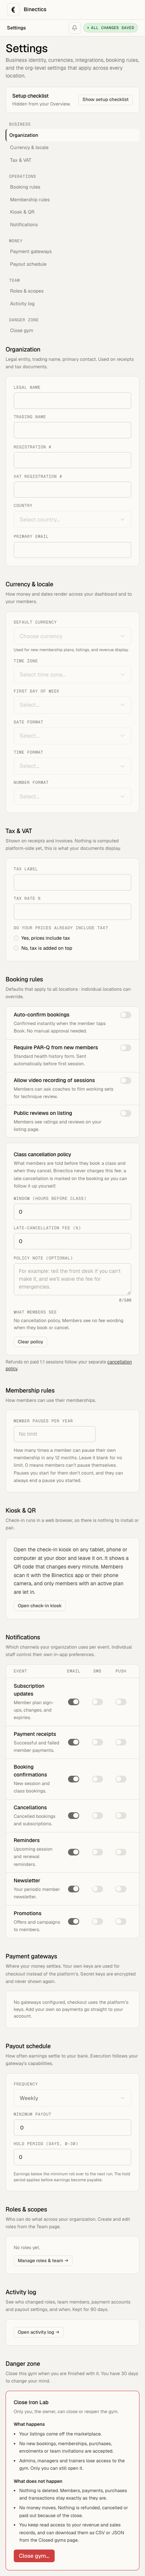 Binectics
Settings
ALL CHANGES SAVED
Settings
Business identity, currencies, integrations, booking rules,
and the org-level settings that apply across every
location.
Setup checklist
Hidden from your Overview.
Show setup checklist
BUSINESS
Organization
Currency & locale
Tax & VAT
OPERATIONS
Booking rules
Membership rules
Kiosk & QR
Notifications
MONEY
Payment gateways
Payout schedule
TEAM
Roles & scopes
Activity log
DANGER ZONE
Close gym
Organization
Legal entity, trading name, primary contact. Used on receipts
and tax documents.
LEGAL NAME
TRADING NAME
REGISTRATION #
VAT REGISTRATION #
COUNTRY
Select country…
PRIMARY EMAIL
Currency & locale
How money and dates render across your dashboard and to
your members.
DEFAULT CURRENCY
Choose currency
Used for new membership plans, listings, and revenue display.
TIME ZONE
Select time zone…
FIRST DAY OF WEEK
Select…
DATE FORMAT
Select…
TIME FORMAT
Select…
NUMBER FORMAT
Select…
Tax & VAT
Shown on receipts and invoices. Nothing is computed
platform-side yet; this is what your documents display.
TAX LABEL
TAX RATE %
DO YOUR PRICES ALREADY INCLUDE TAX?
Yes, prices include tax
No, tax is added on top
Booking rules
Defaults that apply to all locations · individual locations can
override.
Auto-confirm bookings
Confirmed instantly when the member taps
Book. No manual approval needed.
Require PAR-Q from new members
Standard health history form. Sent
automatically before first session.
Allow video recording of sessions
Members can ask coaches to film working sets
for technique review.
Public reviews on listing
Members see ratings and reviews on your
listing page.
Class cancellation policy
What members are told before they book a class and
when they cancel. Binectics never charges this fee: a
late cancellation is marked on the booking so you can
follow it up yourself.
WINDOW (HOURS BEFORE CLASS)
0
LATE-CANCELLATION FEE (%)
0
POLICY NOTE (OPTIONAL)
For example: tell the front desk if you can't
make it, and we'll waive the fee for
emergencies.
0/500
WHAT MEMBERS SEE
No cancellation policy. Members see no fee wording
when they book or cancel.
Clear policy
Refunds on paid 1:1 sessions follow your separate cancellation
policy.
Membership rules
How members can use their memberships.
MEMBER PAUSES PER YEAR
No limit
How many times a member can pause their own
membership in any 12 months. Leave it blank for no
limit. 0 means members can't pause themselves.
Pauses you start for them don't count, and they can
always end a pause you started.
Kiosk & QR
Check-in runs in a web browser, so there is nothing to install or
pair.
Open the check-in kiosk on any tablet, phone or
computer at your door and leave it on. It shows a
QR code that changes every minute. Members
scan it with the Binectics app or their phone
camera, and only members with an active plan
are let in.
Open check-in kiosk
Notifications
Which channels your organization uses per event. Individual
staff control their own in-app preferences.
EVENT EMAIL SMS PUSH
Subscription
updates
Member plan sign-
ups, changes, and
expiries.
Payment receipts
Successful and failed
member payments.
Booking
confirmations
New session and
class bookings.
Cancellations
Cancelled bookings
and subscriptions.
Reminders
Upcoming session
and renewal
reminders.
Newsletter
Your periodic member
newsletter.
Promotions
Offers and campaigns
to members.
Payment gateways
Where your money settles. Your own keys are used for
checkout instead of the platform's. Secret keys are encrypted
and never shown again.
No gateways configured, checkout uses the platform's
keys. Add your own so payments go straight to your
account.
Payout schedule
How often earnings settle to your bank. Execution follows your
gateway's capabilities.
FREQUENCY
Weekly
MINIMUM PAYOUT
0
HOLD PERIOD (DAYS, 0–30)
0
Earnings below the minimum roll over to the next run. The hold
period applies before earnings become payable.
Roles & scopes
Who can do what across your organization. Create and edit
roles from the Team page.
No roles yet.
Manage roles & team →
Activity log
See who changed roles, team members, payment accounts
and payout settings, and when. Kept for 90 days.
Open activity log →
Danger zone
Close this gym when you are finished with it. You have 30 days
to change your mind.
Close Iron Lab
Only you, the owner, can close or reopen the gym.
What happens
Your listings come off the marketplace.
No new bookings, memberships, purchases,
enrolments or team invitations are accepted.
Admins, managers and trainers lose access to the
gym. Only you can still open it.
What does not happen
Nothing is deleted. Members, payments, purchases
and transactions stay exactly as they are.
No money moves. Nothing is refunded, cancelled or
paid out because of the close.
You keep read access to your revenue and sales
records, and can download them as CSV or JSON
from the Closed gyms page.
Close gym…